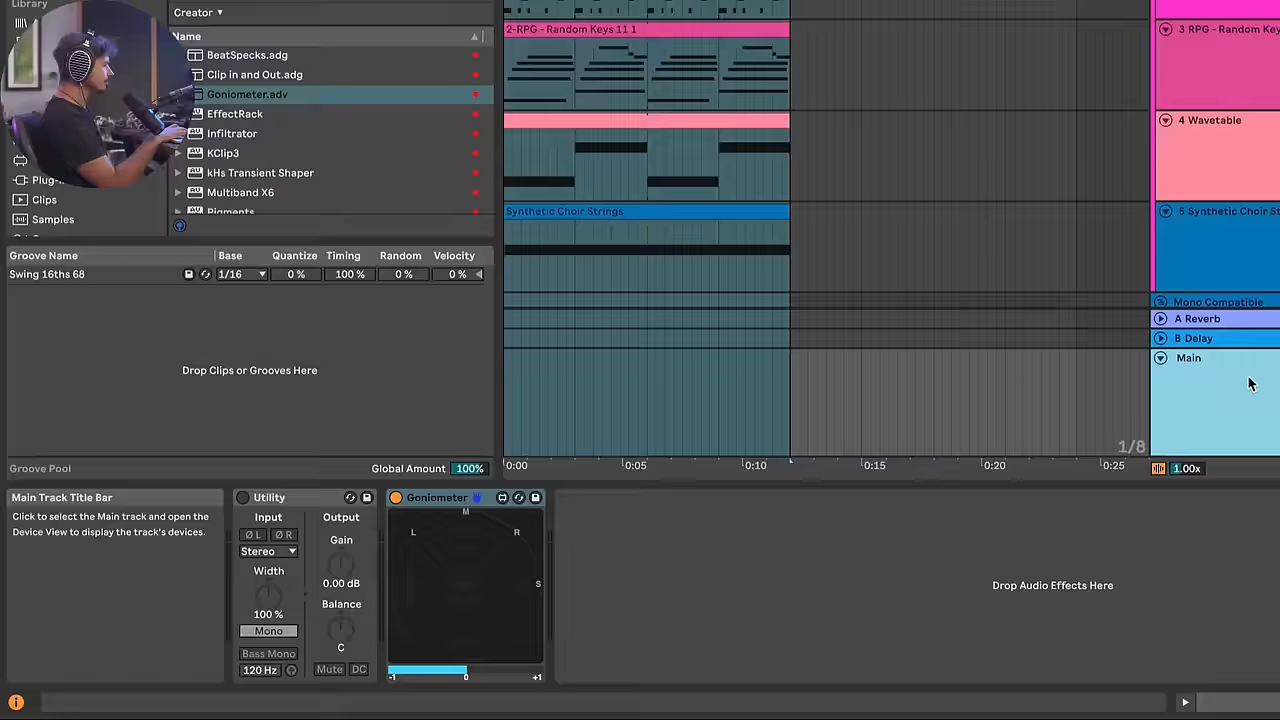 Library
Creator
Name
BeatSpecks.adg
Clip in and Out.adg
Goniometer.adv
EffectRack
Infiltrator
KClip3
kHs Transient Shaper
Multiband X6
Pigments
Plug-
Clips
Samples
2-RPG - Random Keys 11 1
Synthetic Choir Strings
3 RPG - Random Key
4 Wavetable
5 Synthetic Choir St
Mono Compatible
A Reverb
B Delay
Main
Groove Name Base Quantize Timing Random Velocity
Swing 16ths 68 1/16 0 % 100 % 0 % 0 %
Drop Clips or Grooves Here
Groove Pool Global Amount 100%
1/8
0:00 0:05 0:10 0:15 0:20 0:25 1.00x
Main Track Title Bar
Click to select the Main track and open the
Device View to display the track's devices.
Utility
Input Output
Ø L Ø R Gain
Stereo
Width 0.00 dB
100 % Balance
Mono
Bass Mono C
120 Hz Mute DC
Goniometer
M
L R
S
-1 0 +1
Drop Audio Effects Here